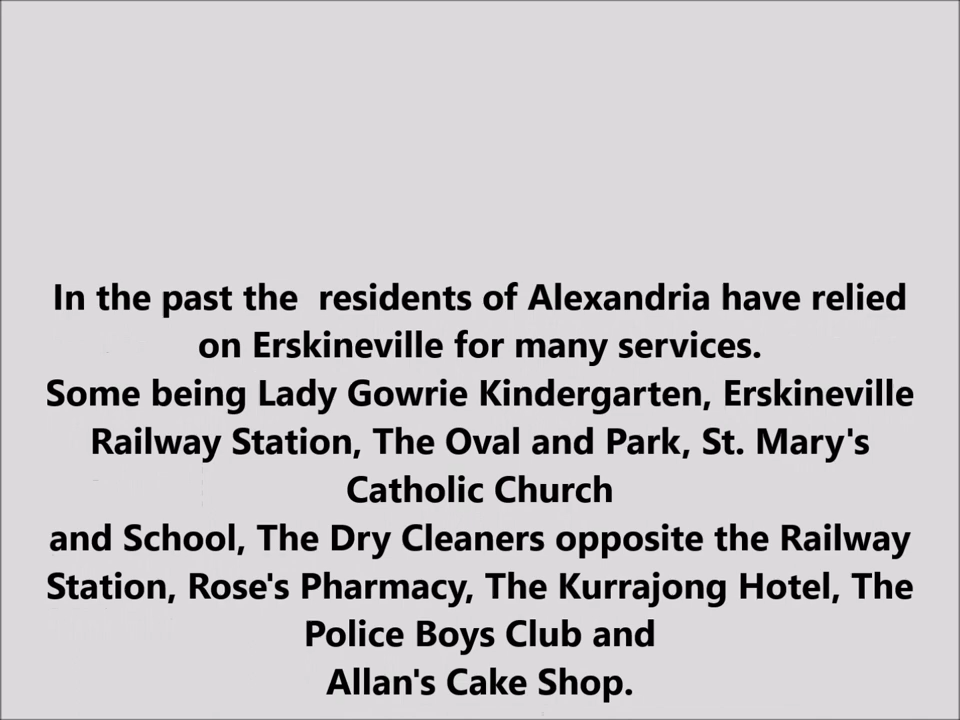 In the past the  residents of Alexandria have relied
on Erskineville for many services.
Some being Lady Gowrie Kindergarten, Erskineville
Railway Station, The Oval and Park, St. Mary's
Catholic Church
and School, The Dry Cleaners opposite the Railway
Station, Rose's Pharmacy, The Kurrajong Hotel, The
Police Boys Club and
Allan's Cake Shop.